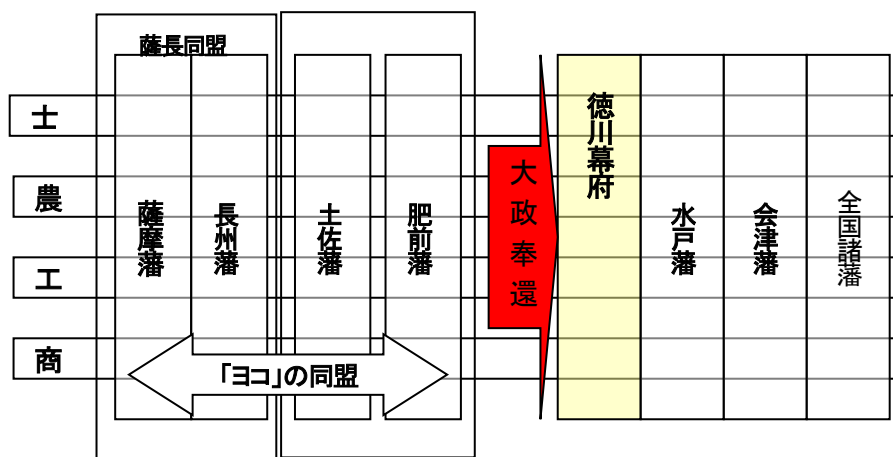 薩長同盟
士
農
工
商
薩摩藩
長州藩
土佐藩
肥前藩
大政奉還
徳川幕府
水戸藩
会津藩
全国諸藩
「ヨコ」の同盟